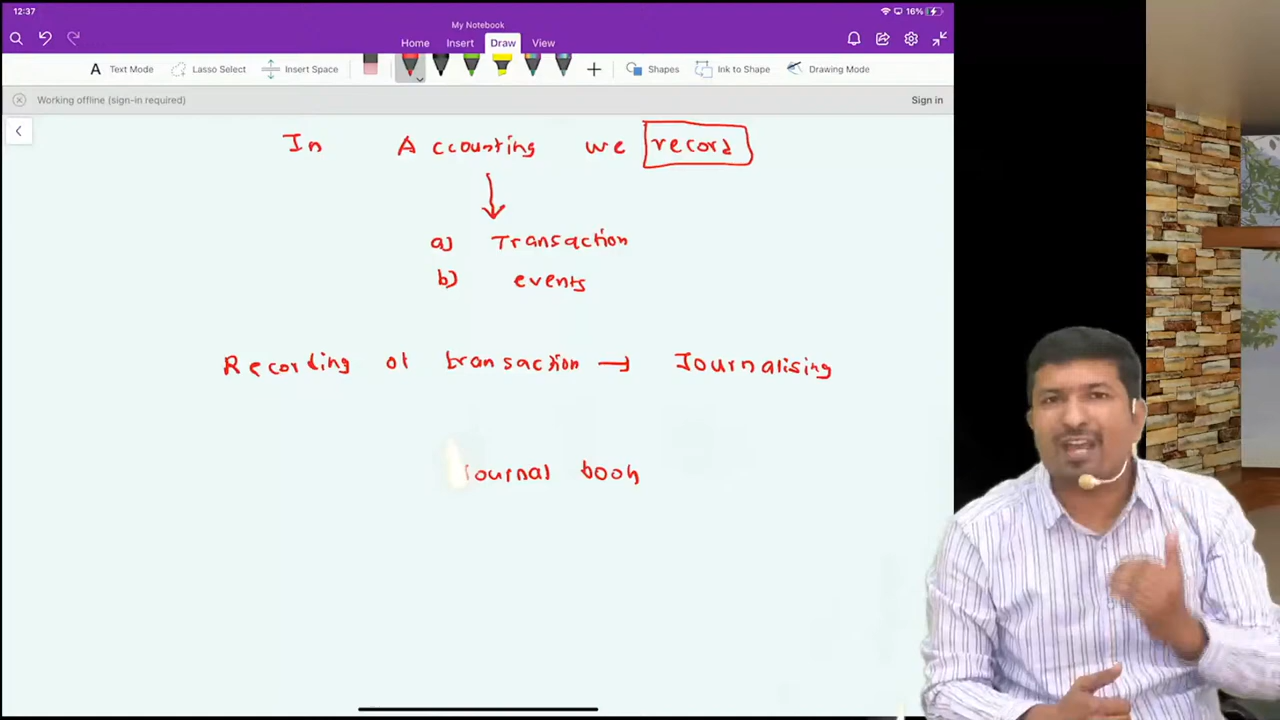 12:37
16%
My Notebook
Home Insert Draw View
Text Mode Lasso Select Insert Space Shapes Ink to Shape Drawing Mode
Working offline (sign-in required) Sign in
In Accounting we record
a) Transaction
b) events
Recording of transaction → Journalising
Journal book